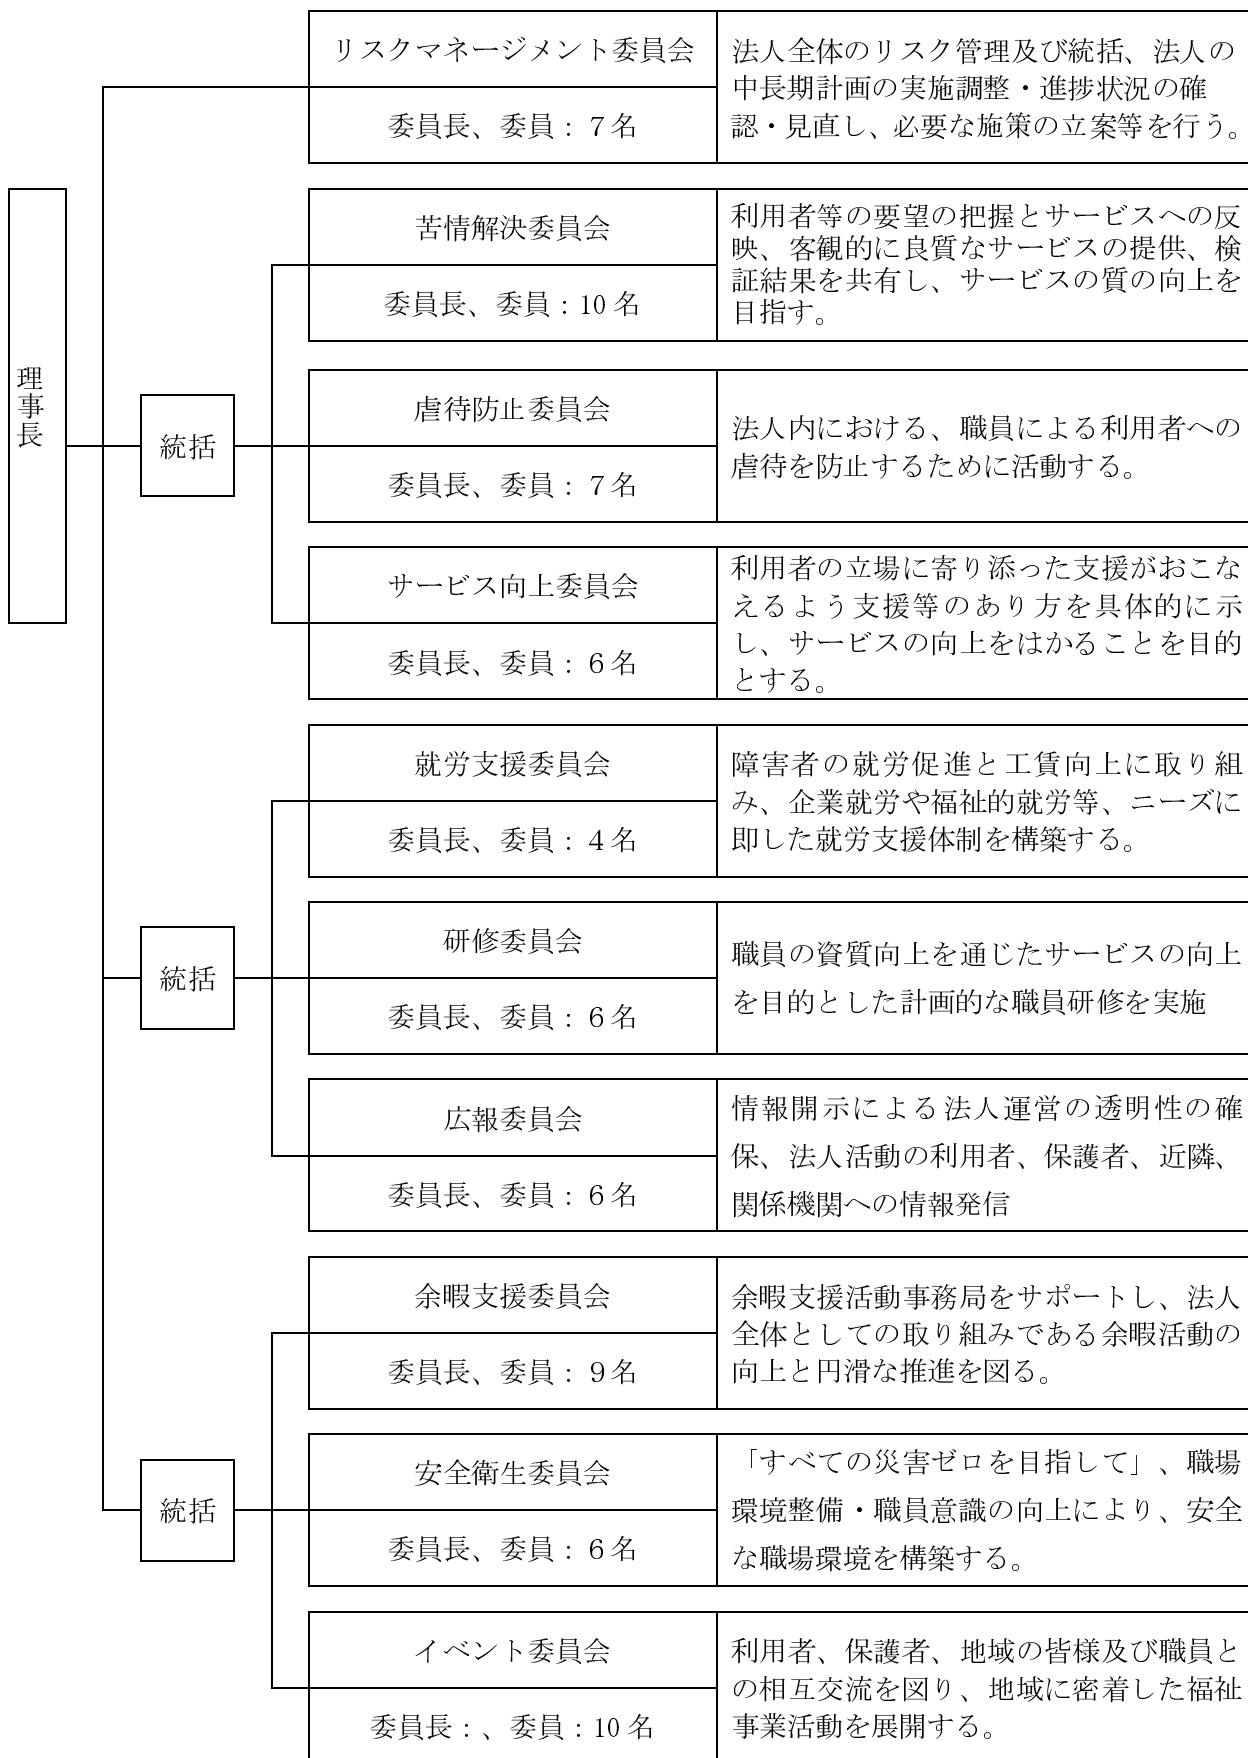 リスクマネージメント委員会
委員長、委員：７名
法人全体のリスク管理及び統括、法人の
中長期計画の実施調整・進捗状況の確
認・見直し、必要な施策の立案等を行う。
理事長
苦情解決委員会
委員長、委員：10 名
利用者等の要望の把握とサービスへの反
映、客観的に良質なサービスの提供、検
証結果を共有し、サービスの質の向上を
目指す。
統括
虐待防止委員会
委員長、委員：７名
法人内における、職員による利用者への
虐待を防止するために活動する。
サービス向上委員会
委員長、委員：６名
利用者の立場に寄り添った支援がおこな
えるよう支援等のあり方を具体的に示
し、サービスの向上をはかることを目的
とする。
就労支援委員会
委員長、委員：４名
障害者の就労促進と工賃向上に取り組
み、企業就労や福祉的就労等、ニーズに
即した就労支援体制を構築する。
統括
研修委員会
委員長、委員：６名
職員の資質向上を通じたサービスの向上
を目的とした計画的な職員研修を実施
広報委員会
委員長、委員：６名
情報開示による法人運営の透明性の確
保、法人活動の利用者、保護者、近隣、
関係機関への情報発信
余暇支援委員会
委員長、委員：９名
余暇支援活動事務局をサポートし、法人
全体としての取り組みである余暇活動の
向上と円滑な推進を図る。
統括
安全衛生委員会
委員長、委員：６名
「すべての災害ゼロを目指して」、職場
環境整備・職員意識の向上により、安全
な職場環境を構築する。
イベント委員会
委員長：、委員：10 名
利用者、保護者、地域の皆様及び職員と
の相互交流を図り、地域に密着した福祉
事業活動を展開する。